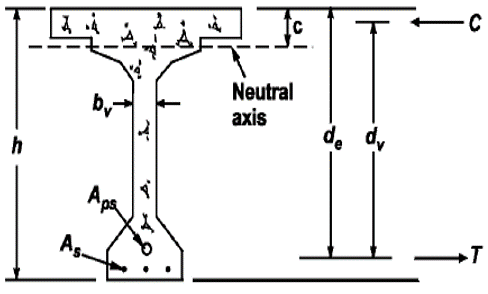 c
C
Neutral
axis
b_v
h
d_e
d_v
A_ps
A_s
T